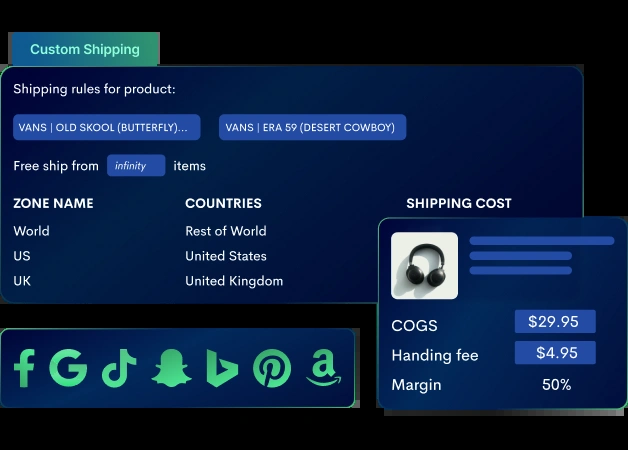 Custom Shipping
Shipping rules for product:
VANS | OLD SKOOL (BUTTERFLY)... VANS | ERA 59 (DESERT COWBOY)
Free ship from infinity items
ZONE NAME COUNTRIES SHIPPING COST
World Rest of World
US United States
UK United Kingdom
COGS $29.95
Handing fee $4.95
Margin 50%